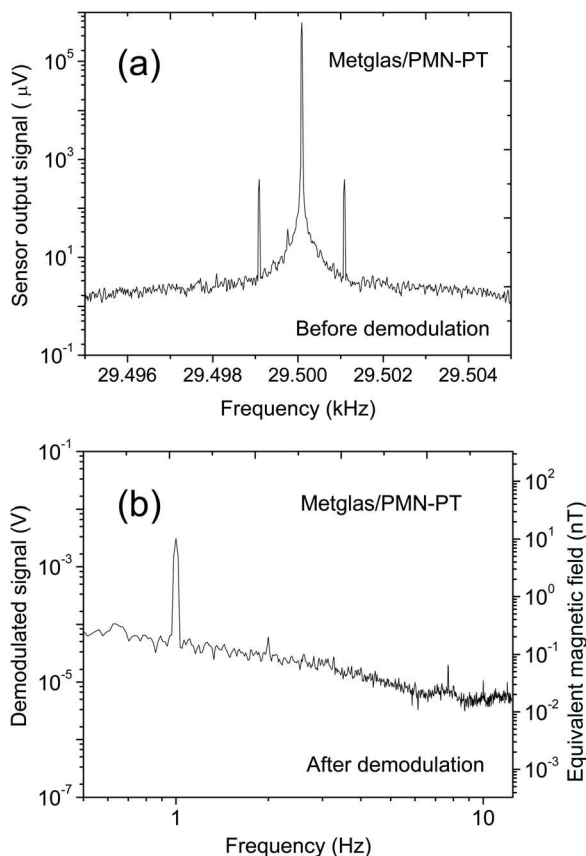 (a)
Metglas/PMN-PT
Sensor output signal ( μV)
10^5
10^3
10^1
10^-1
Before demodulation
29.496 29.498 29.500 29.502 29.504
Frequency (kHz)
(b)
Metglas/PMN-PT
Demodulated signal (V)
10^-1
10^-3
10^-5
10^-7
Equivalent magnetic field (nT)
10^2
10^1
10^0
10^-1
10^-2
10^-3
After demodulation
1 10
Frequency (Hz)